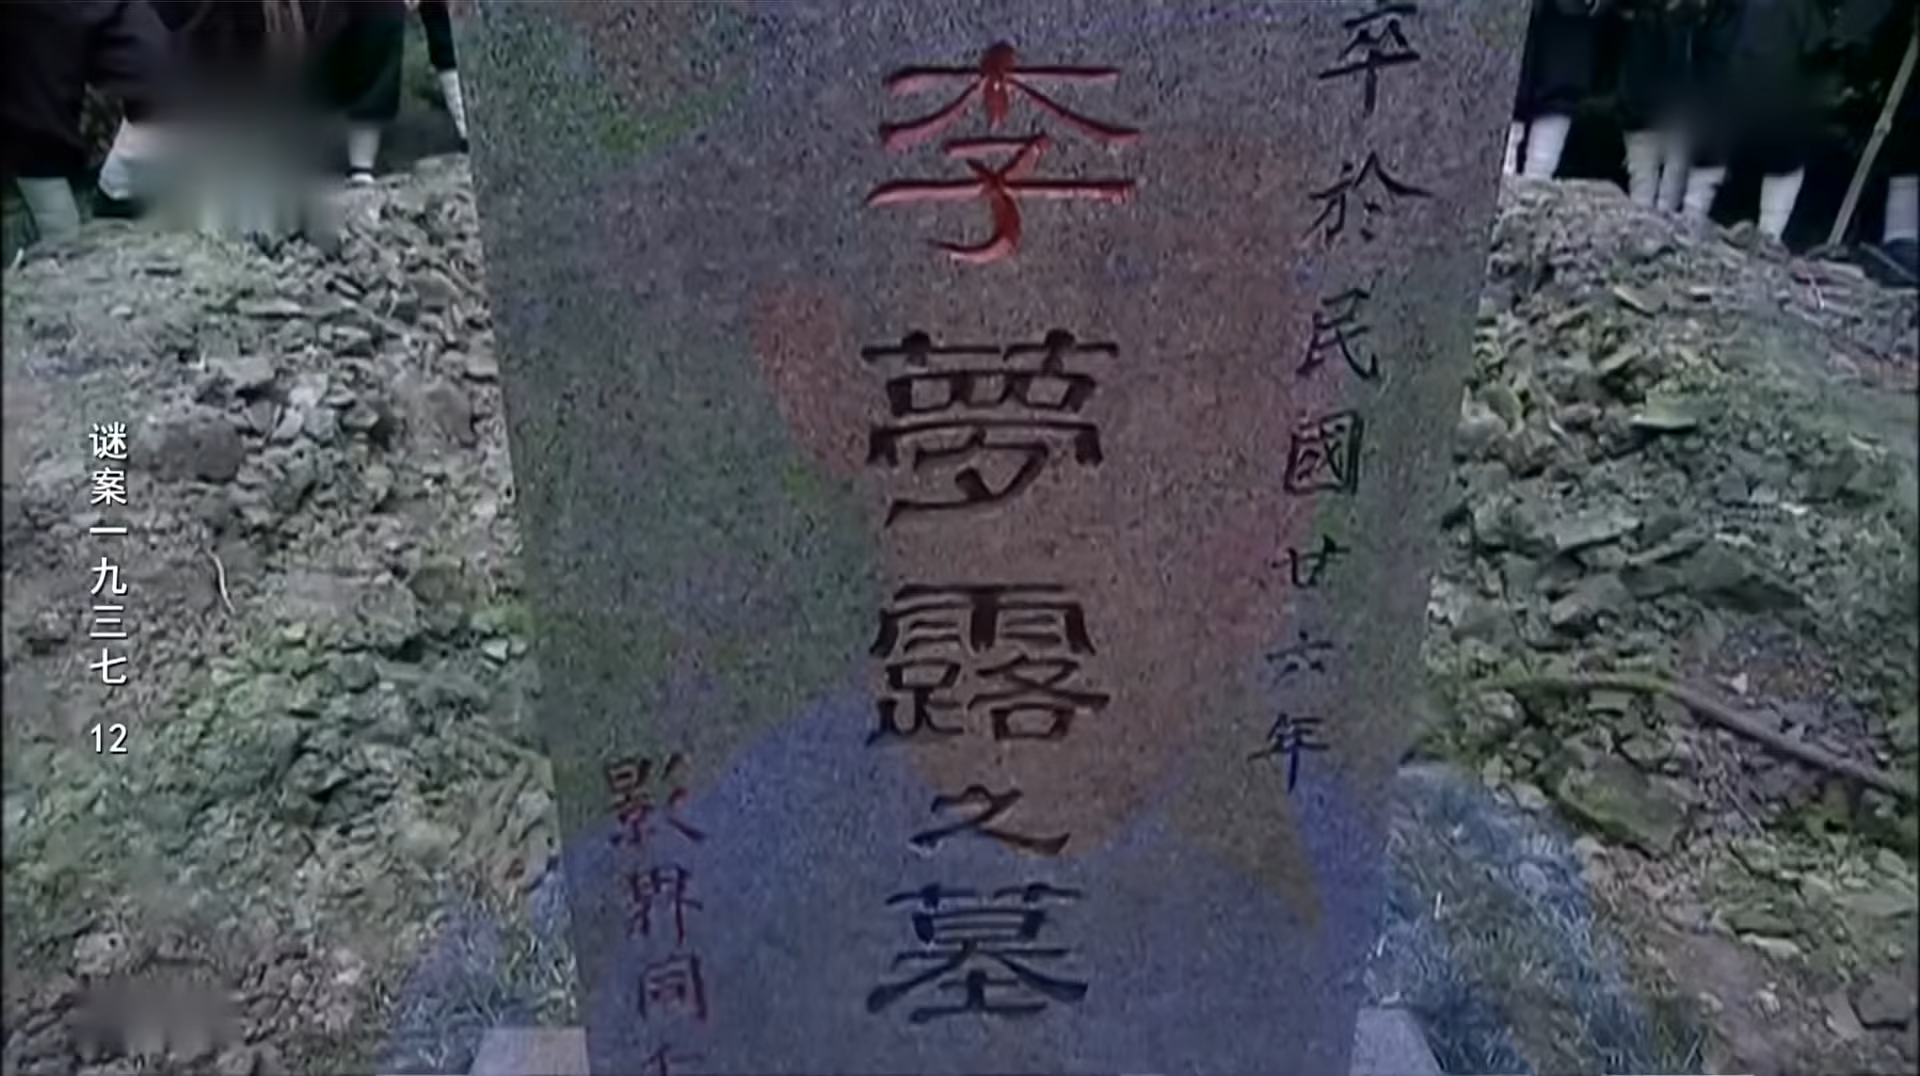 卒於民國廿六年
李夢露之墓
影界同
谜案一九三七 12